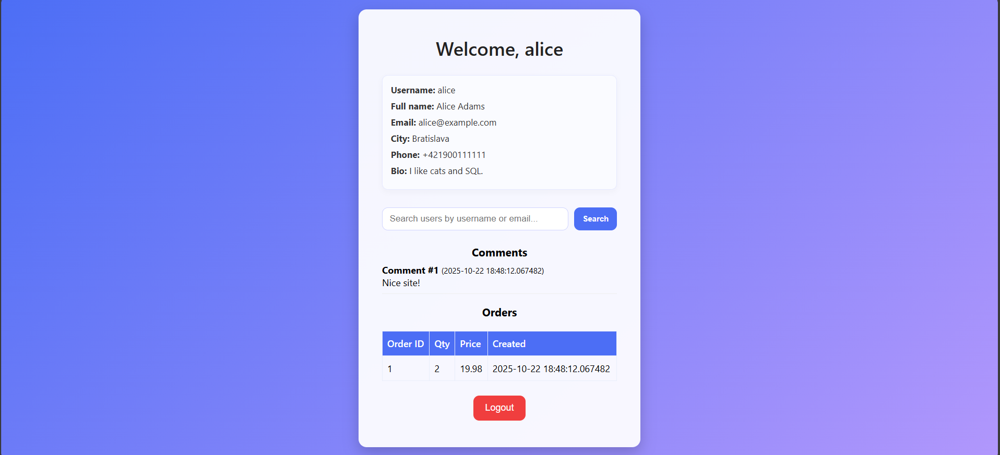 Welcome, alice
Username: alice
Full name: Alice Adams
Email: alice@example.com
City: Bratislava
Phone: +421900111111
Bio: I like cats and SQL.
Search users by username or email...
Search
Comments
Comment #1 (2025-10-22 18:48:12.067482)
Nice site!
Orders
Order ID Qty Price Created
1 2 19.98 2025-10-22 18:48:12.067482
Logout